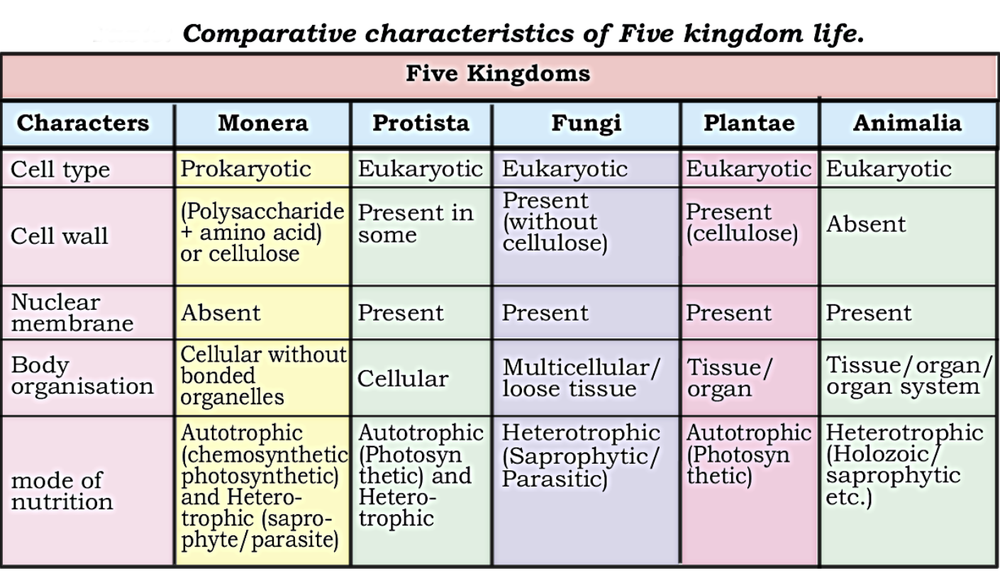 Comparative characteristics of Five kingdom life.
Five Kingdoms
Characters
Monera
Protista
Fungi
Plantae
Animalia
Cell type
Prokaryotic
Eukaryotic
Eukaryotic
Eukaryotic
Eukaryotic
Cell wall
(Polysaccharide
+ amino acid)
or cellulose
Present in
some
Present
(without
cellulose)
Present
(cellulose)
Absent
Nuclear
membrane
Absent
Present
Present
Present
Present
Body
organisation
Cellular without
bonded
organelles
Cellular
Multicellular/
loose tissue
Tissue/
organ
Tissue/organ/
organ system
mode of
nutrition
Autotrophic
(chemosynthetic
photosynthetic)
and Hetero-
trophic (sapro-
phyte/parasite)
Autotrophic
(Photosyn
thetic) and
Hetero-
trophic
Heterotrophic
(Saprophytic/
Parasitic)
Autotrophic
(Photosyn
thetic)
Heterotrophic
(Holozoic/
saprophytic
etc.)